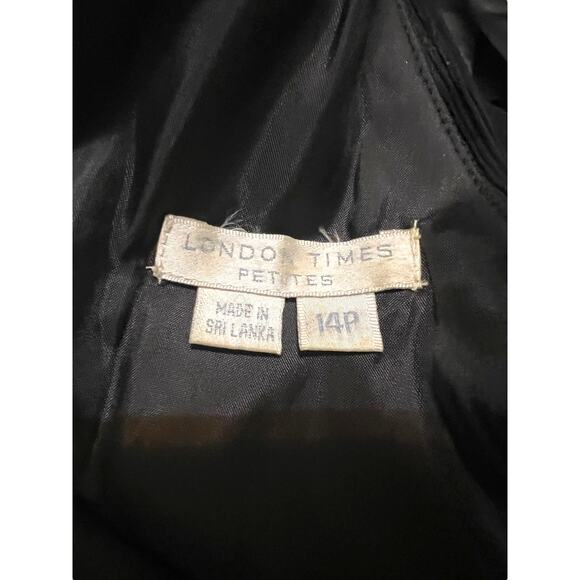 LONDON TIMES
PETITES
MADE IN
SRI LANKA
14P